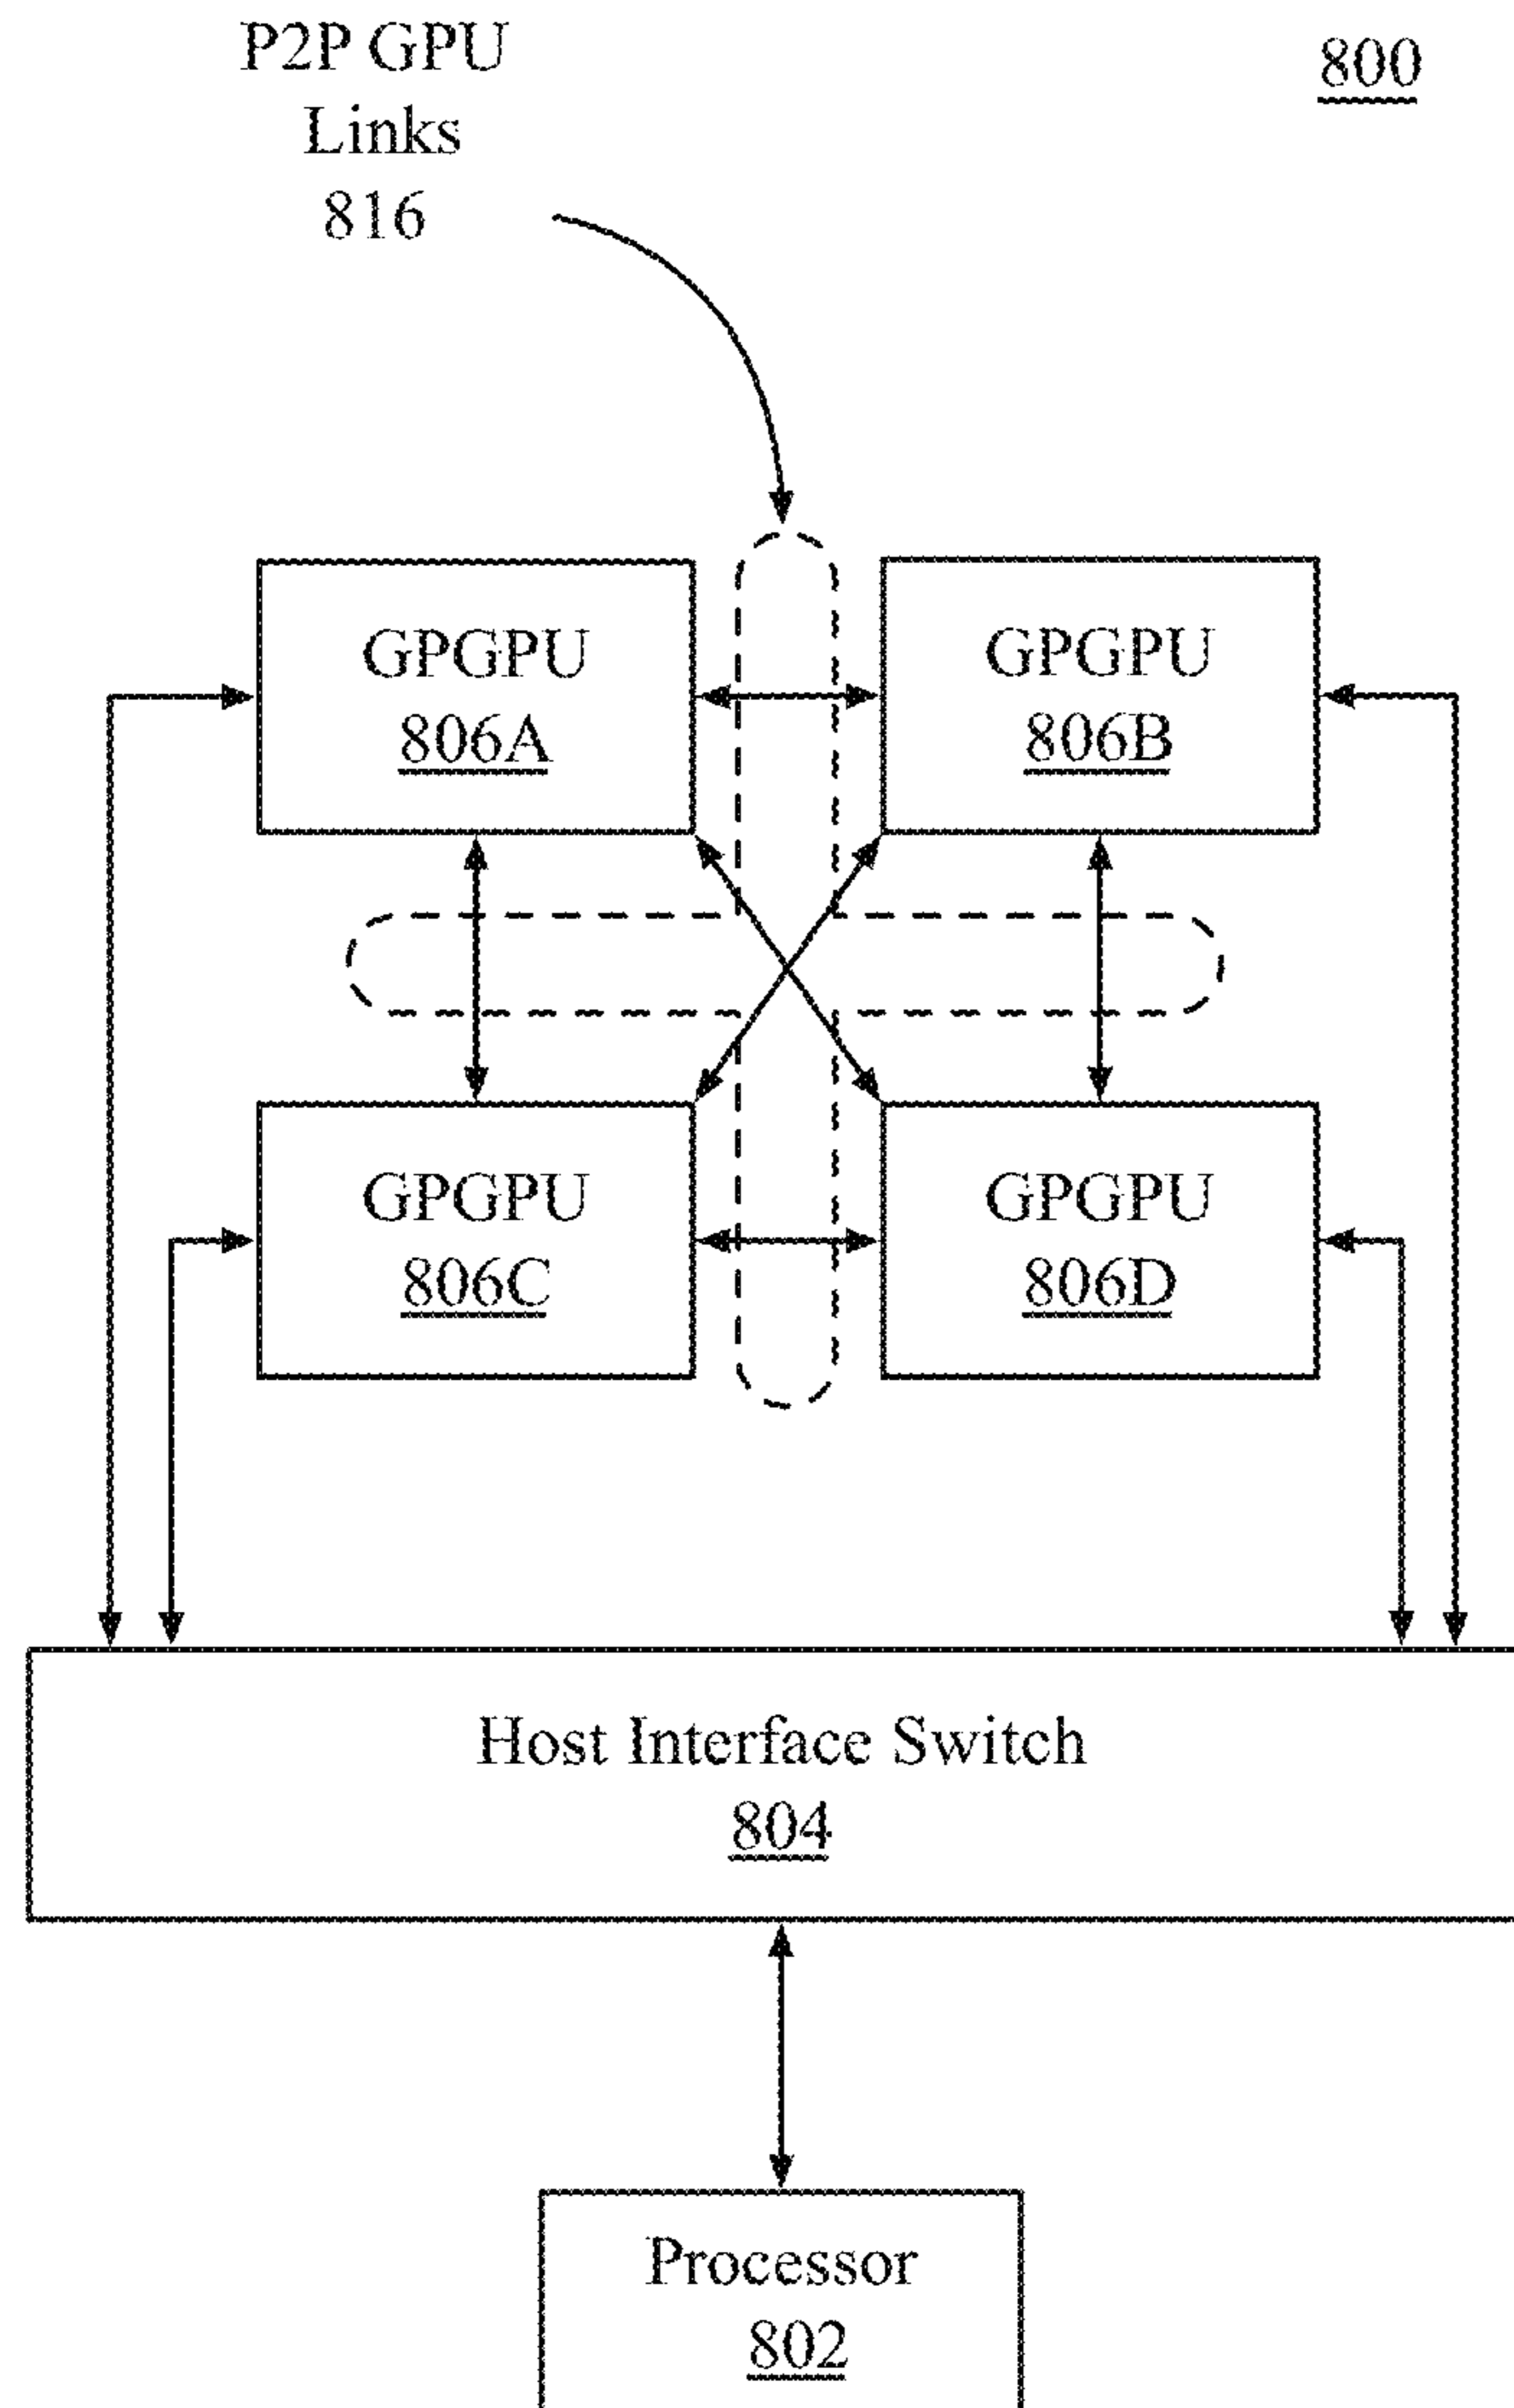 P2P GPU
Links
816
800
GPGPU
806A
GPGPU
806B
GPGPU
806C
GPGPU
806D
Host Interface Switch
804
Processor
802